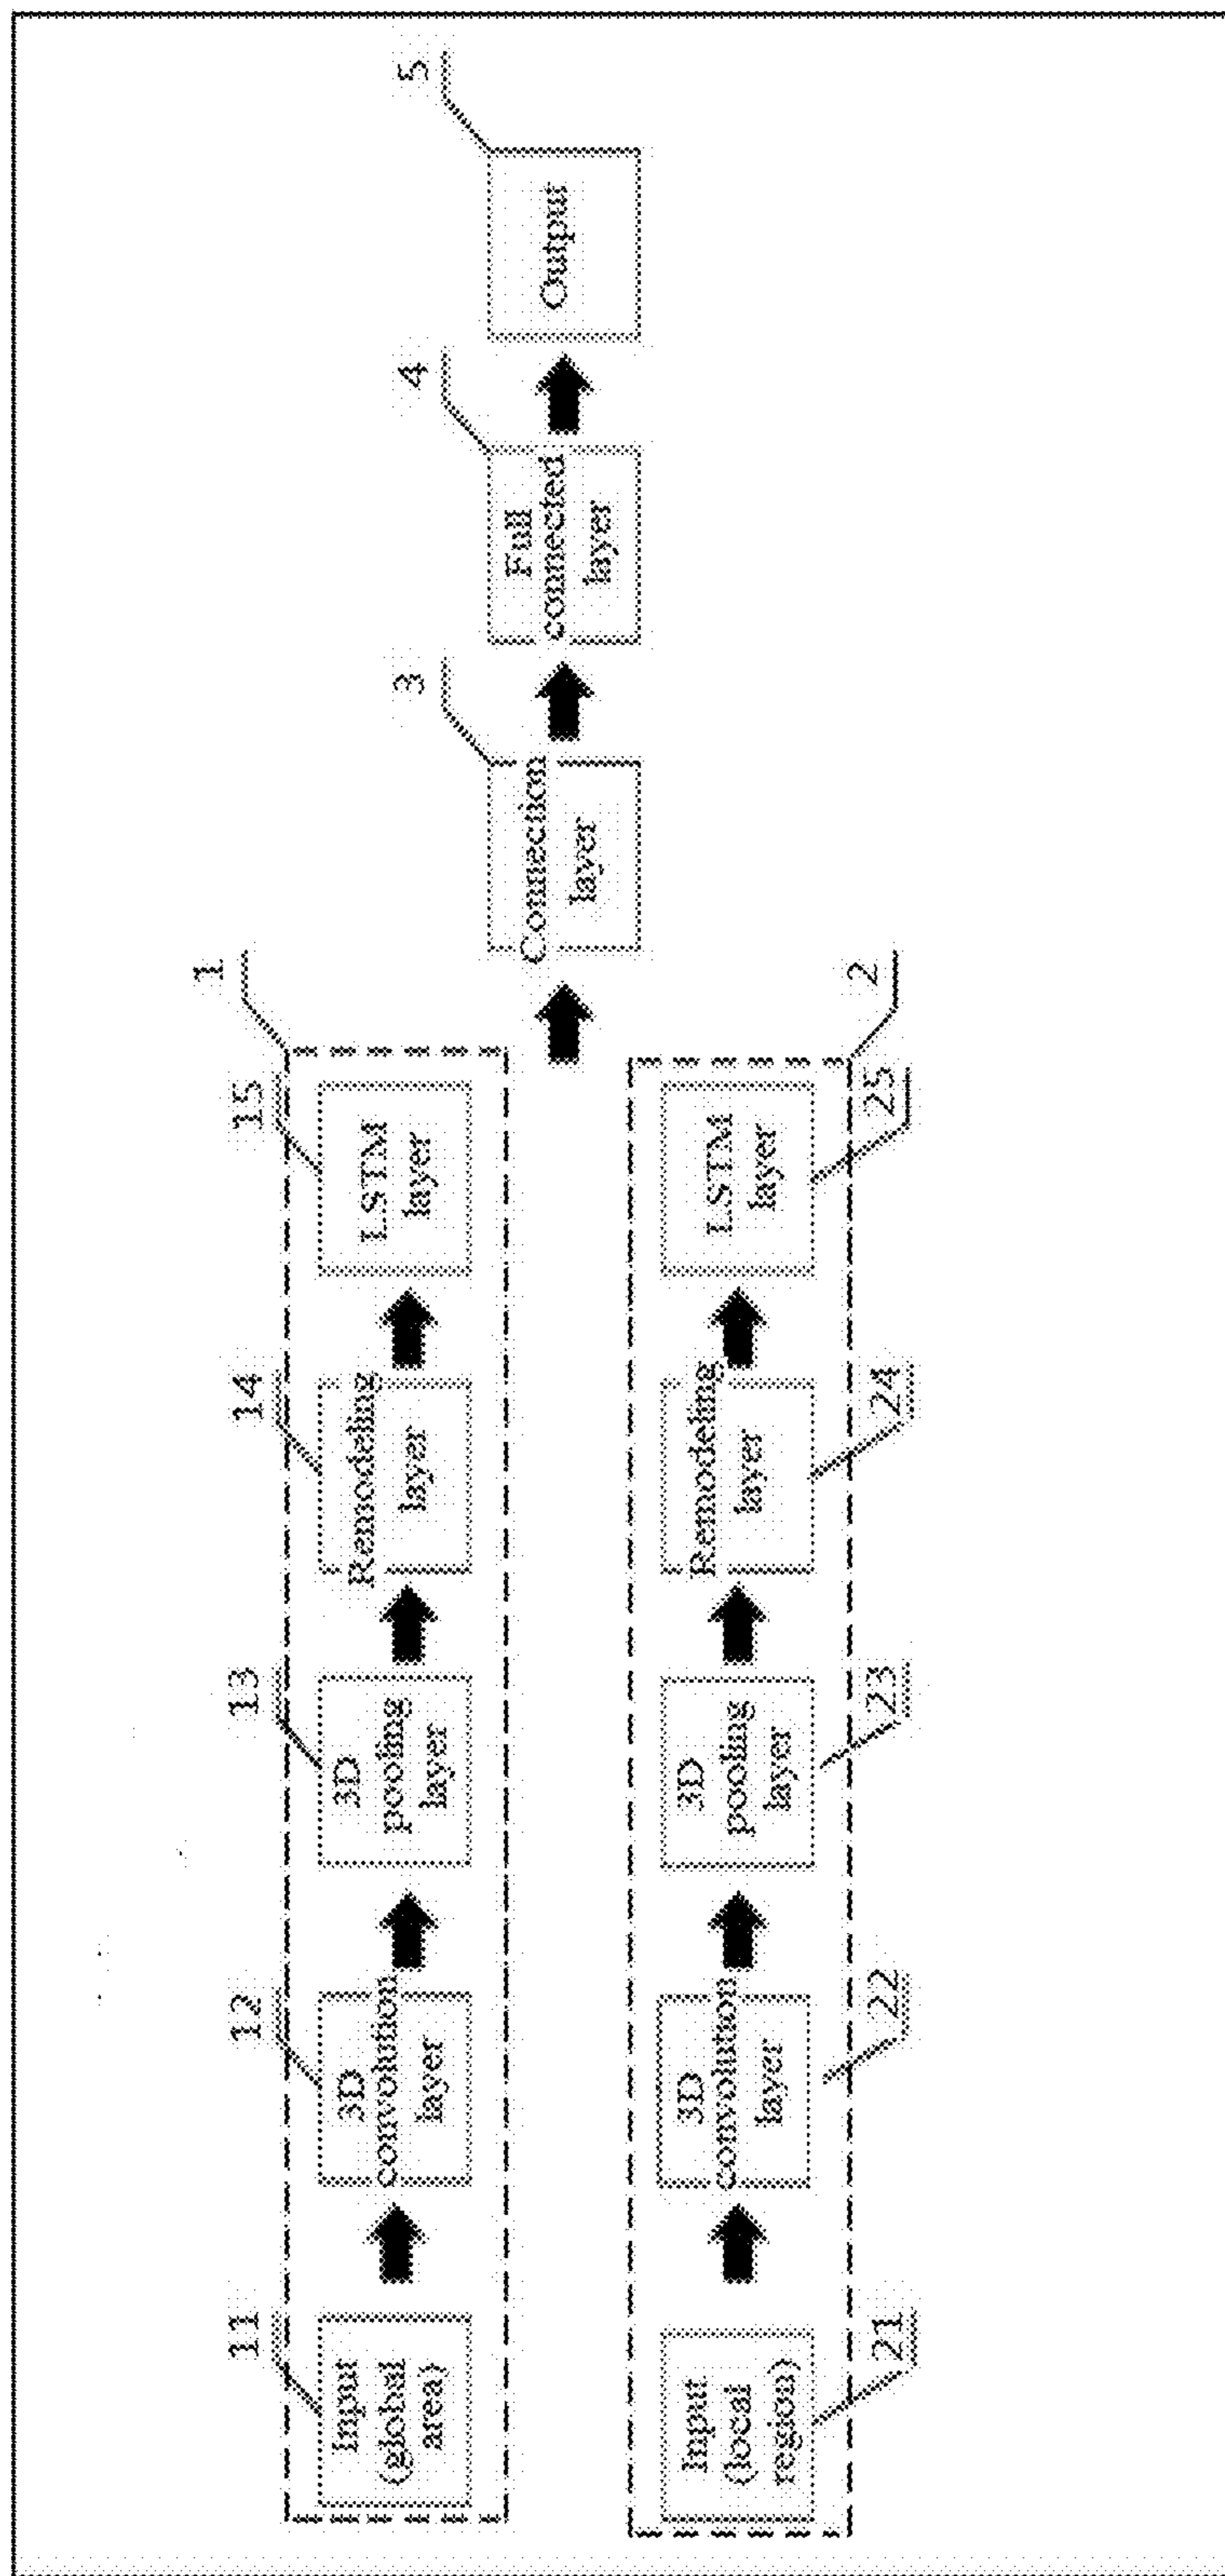 1
11
12
13
14
15
Input
(global
area)
3D
convolution
layer
3D
pooling
layer
Remodeling
layer
LSTM
layer
3
4
5
Connection
layer
Full
connected
layer
Output
Input
(local
region)
3D
convolution
layer
3D
pooling
layer
Remodeling
layer
LSTM
layer
2
21
22
23
24
25